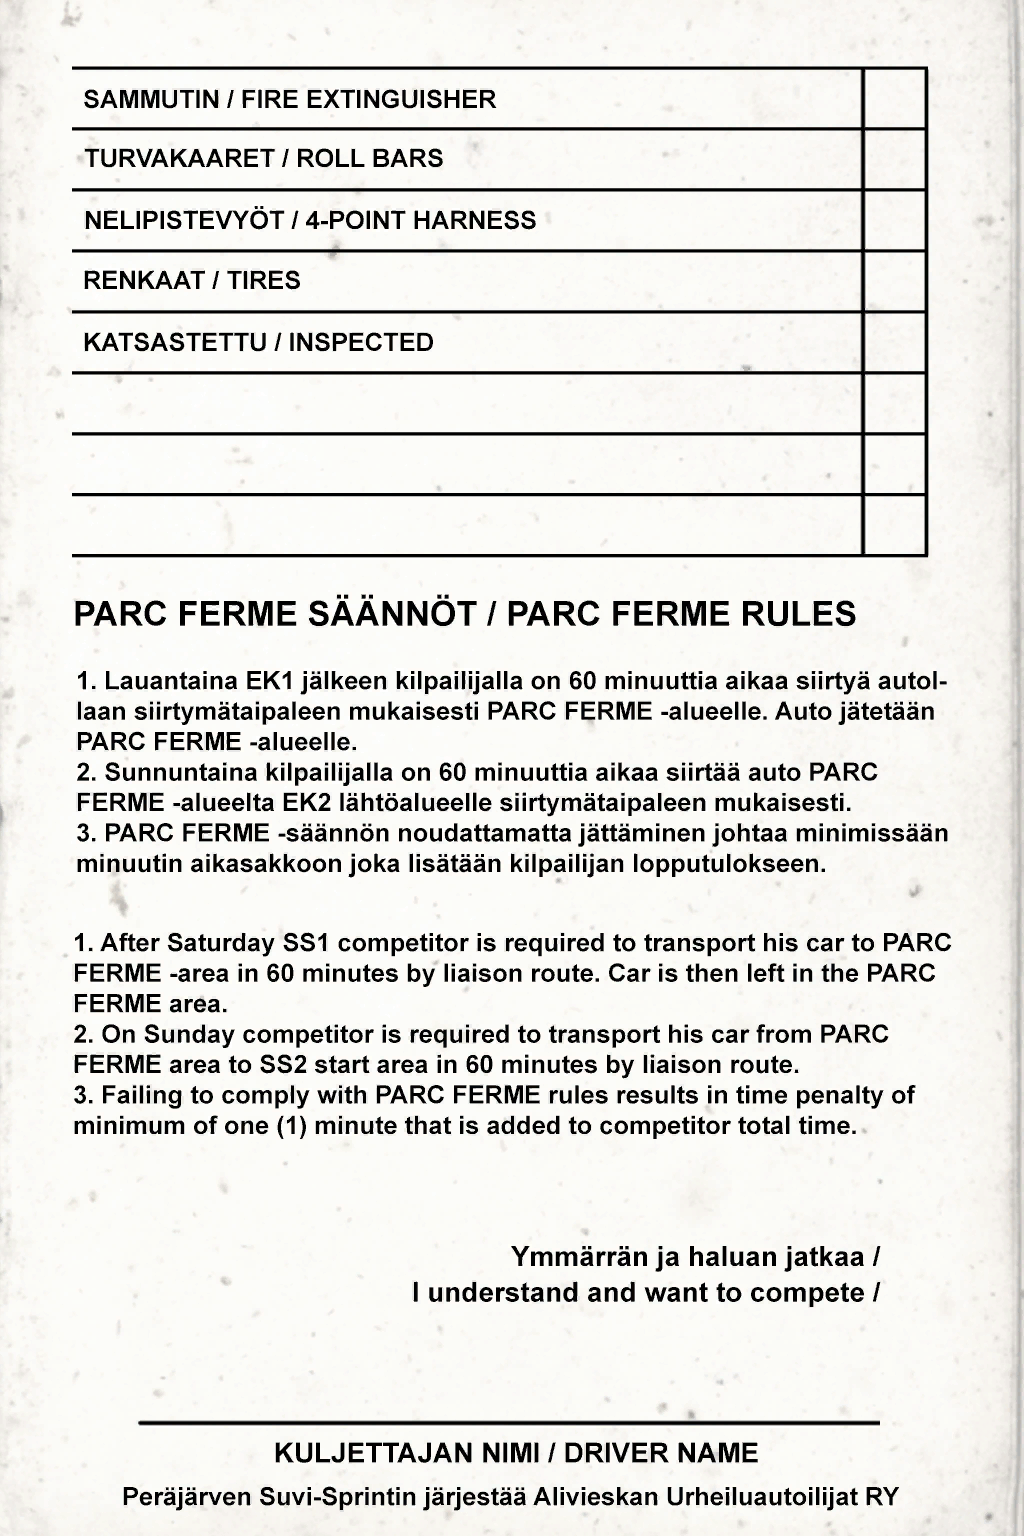 SAMMUTIN / FIRE EXTINGUISHER
TURVAKAARET / ROLL BARS
NELIPISTEVYÖT / 4-POINT HARNESS
RENKAAT / TIRES
KATSASTETTU / INSPECTED
PARC FERME SÄÄNNÖT / PARC FERME RULES
1. Lauantaina EK1 jälkeen kilpailijalla on 60 minuuttia aikaa siirtyä autol-
laan siirtymätaipaleen mukaisesti PARC FERME -alueelle. Auto jätetään
PARC FERME -alueelle.
2. Sunnuntaina kilpailijalla on 60 minuuttia aikaa siirtää auto PARC
FERME -alueelta EK2 lähtöalueelle siirtymätaipaleen mukaisesti.
3. PARC FERME -säännön noudattamatta jättäminen johtaa minimissään
minuutin aikasakkoon joka lisätään kilpailijan lopputulokseen.
1. After Saturday SS1 competitor is required to transport his car to PARC
FERME -area in 60 minutes by liaison route. Car is then left in the PARC
FERME area.
2. On Sunday competitor is required to transport his car from PARC
FERME area to SS2 start area in 60 minutes by liaison route.
3. Failing to comply with PARC FERME rules results in time penalty of
minimum of one (1) minute that is added to competitor total time.
Ymmärrän ja haluan jatkaa /
I understand and want to compete /
KULJETTAJAN NIMI / DRIVER NAME
Peräjärven Suvi-Sprintin järjestää Alivieskan Urheiluautoilijat RY